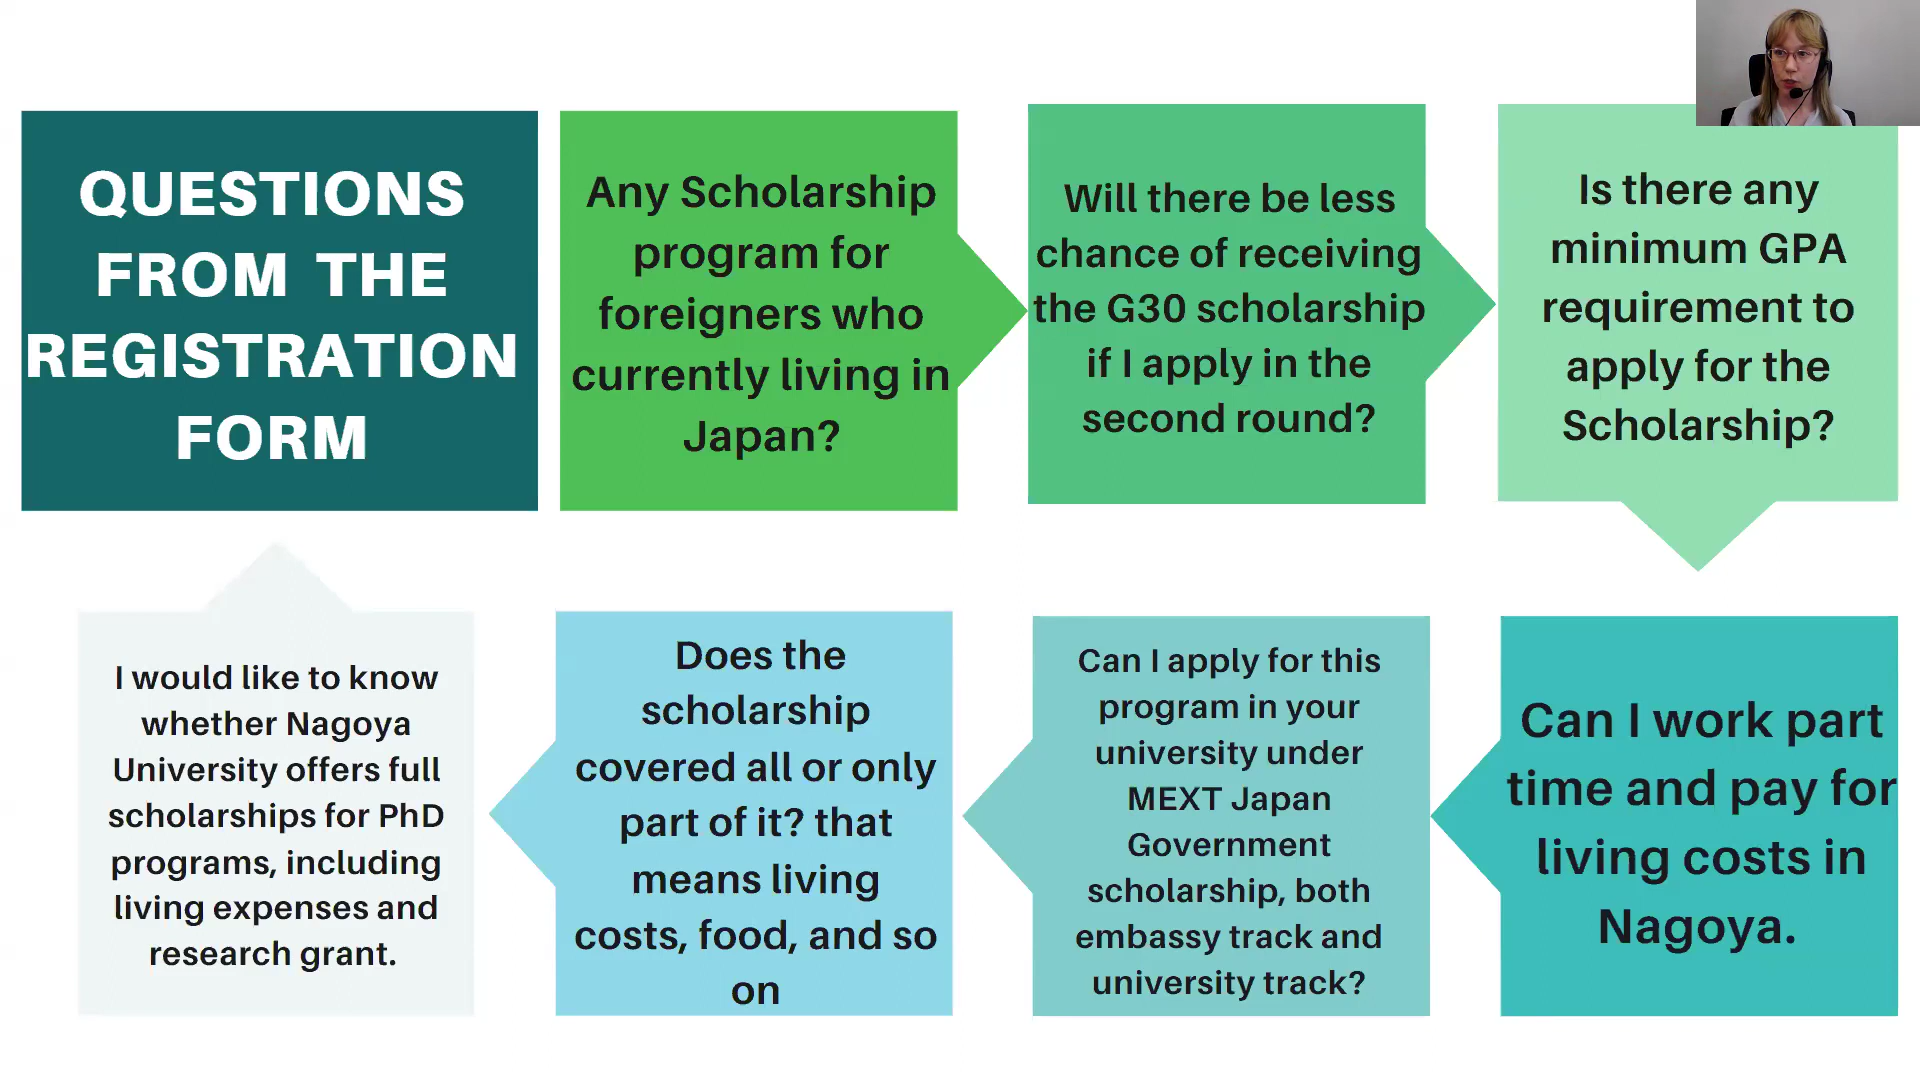 QUESTIONS
FROM THE
REGISTRATION
FORM
Any Scholarship
program for
foreigners who
currently living in
Japan?
Will there be less
chance of receiving
the G30 scholarship
if I apply in the
second round?
Is there any
minimum GPA
requirement to
apply for the
Scholarship?
Can I work part
time and pay for
living costs in
Nagoya.
Can I apply for this
program in your
university under
MEXT Japan
Government
scholarship, both
embassy track and
university track?
Does the
scholarship
covered all or only
part of it? that
means living
costs, food, and so
on
I would like to know
whether Nagoya
University offers full
scholarships for PhD
programs, including
living expenses and
research grant.